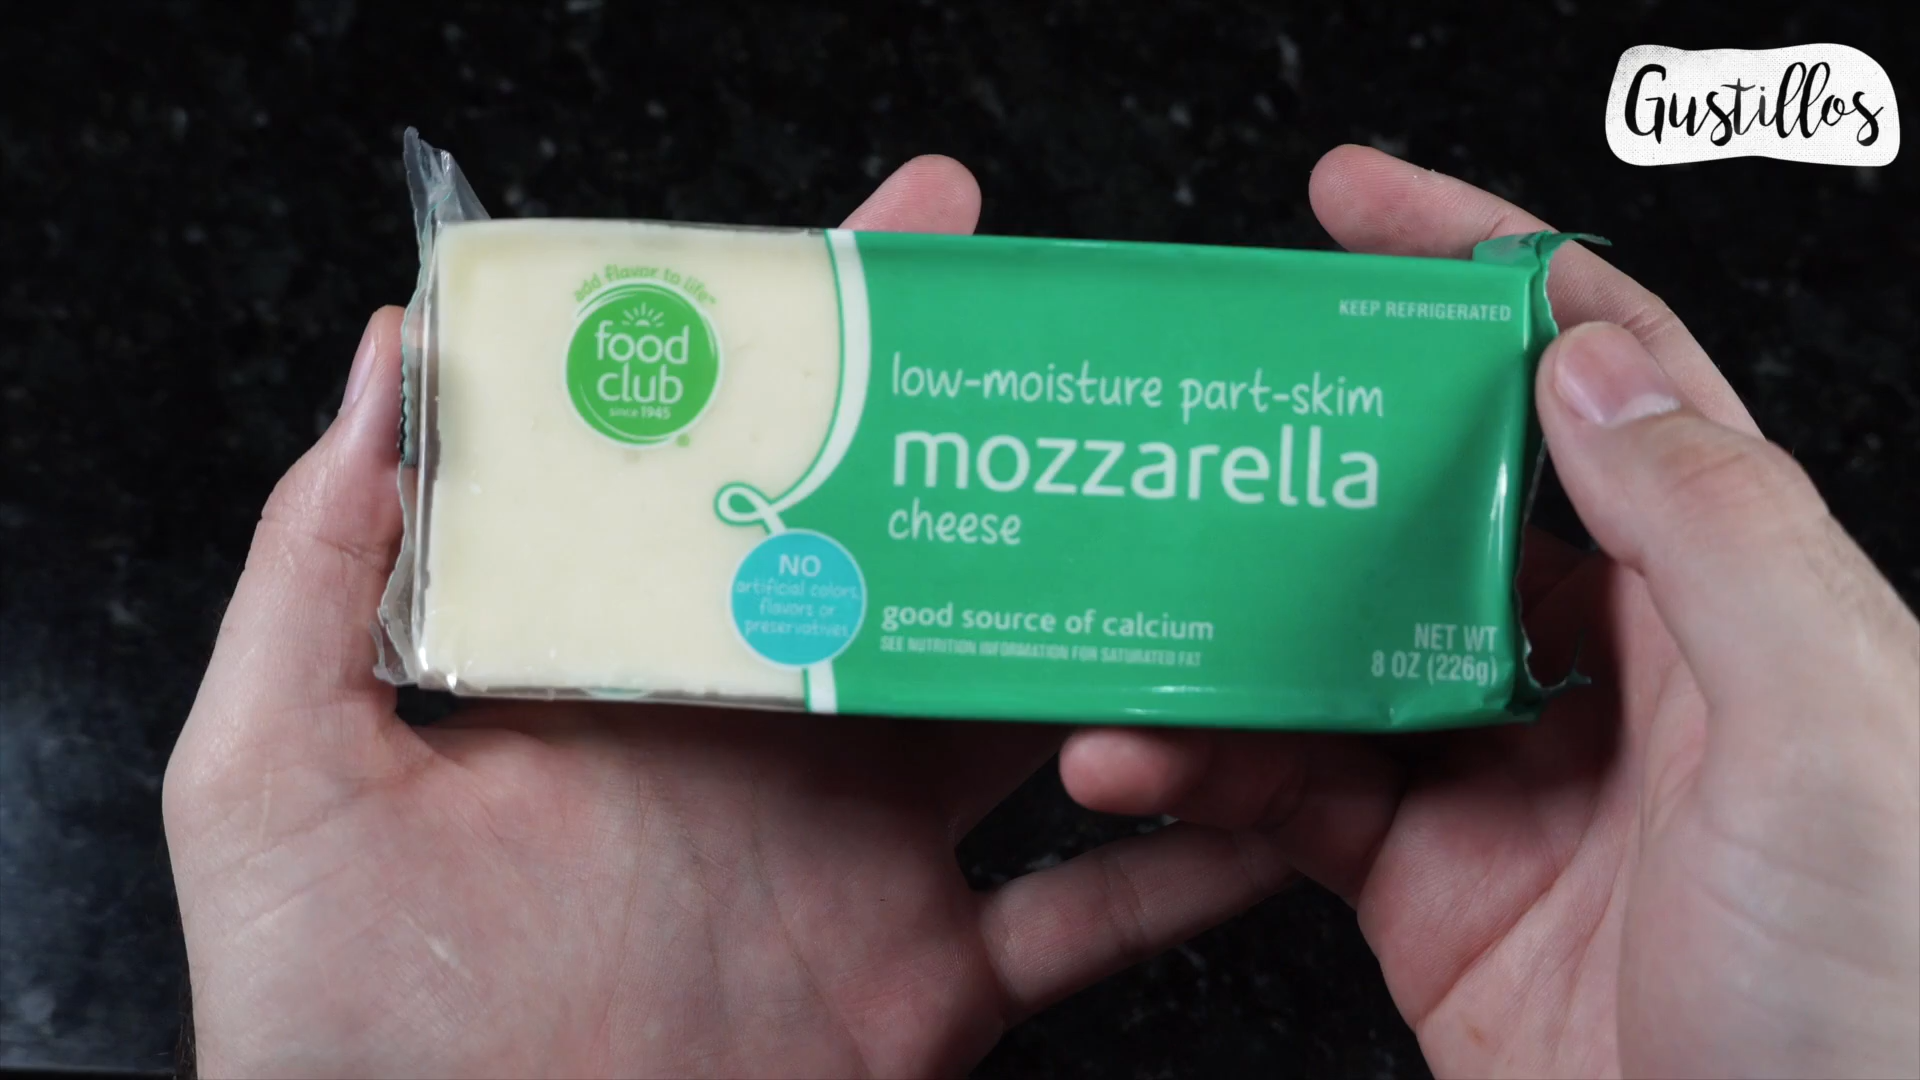 Gustillos
add flavor to life™
food
club
since 1945
KEEP REFRIGERATED
low-moisture part-skim
mozzarella
cheese
NO
artificial colors,
flavors or
preservatives
good source of calcium
SEE NUTRITION INFORMATION FOR SATURATED FAT
NET WT
8 OZ (226g)